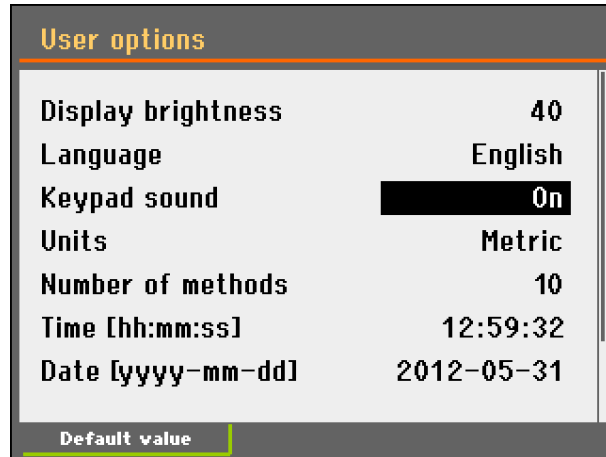 User options
Display brightness 40
Language English
Keypad sound On
Units Metric
Number of methods 10
Time [hh:mm:ss] 12:59:32
Date [yyyy-mm-dd] 2012-05-31
Default value